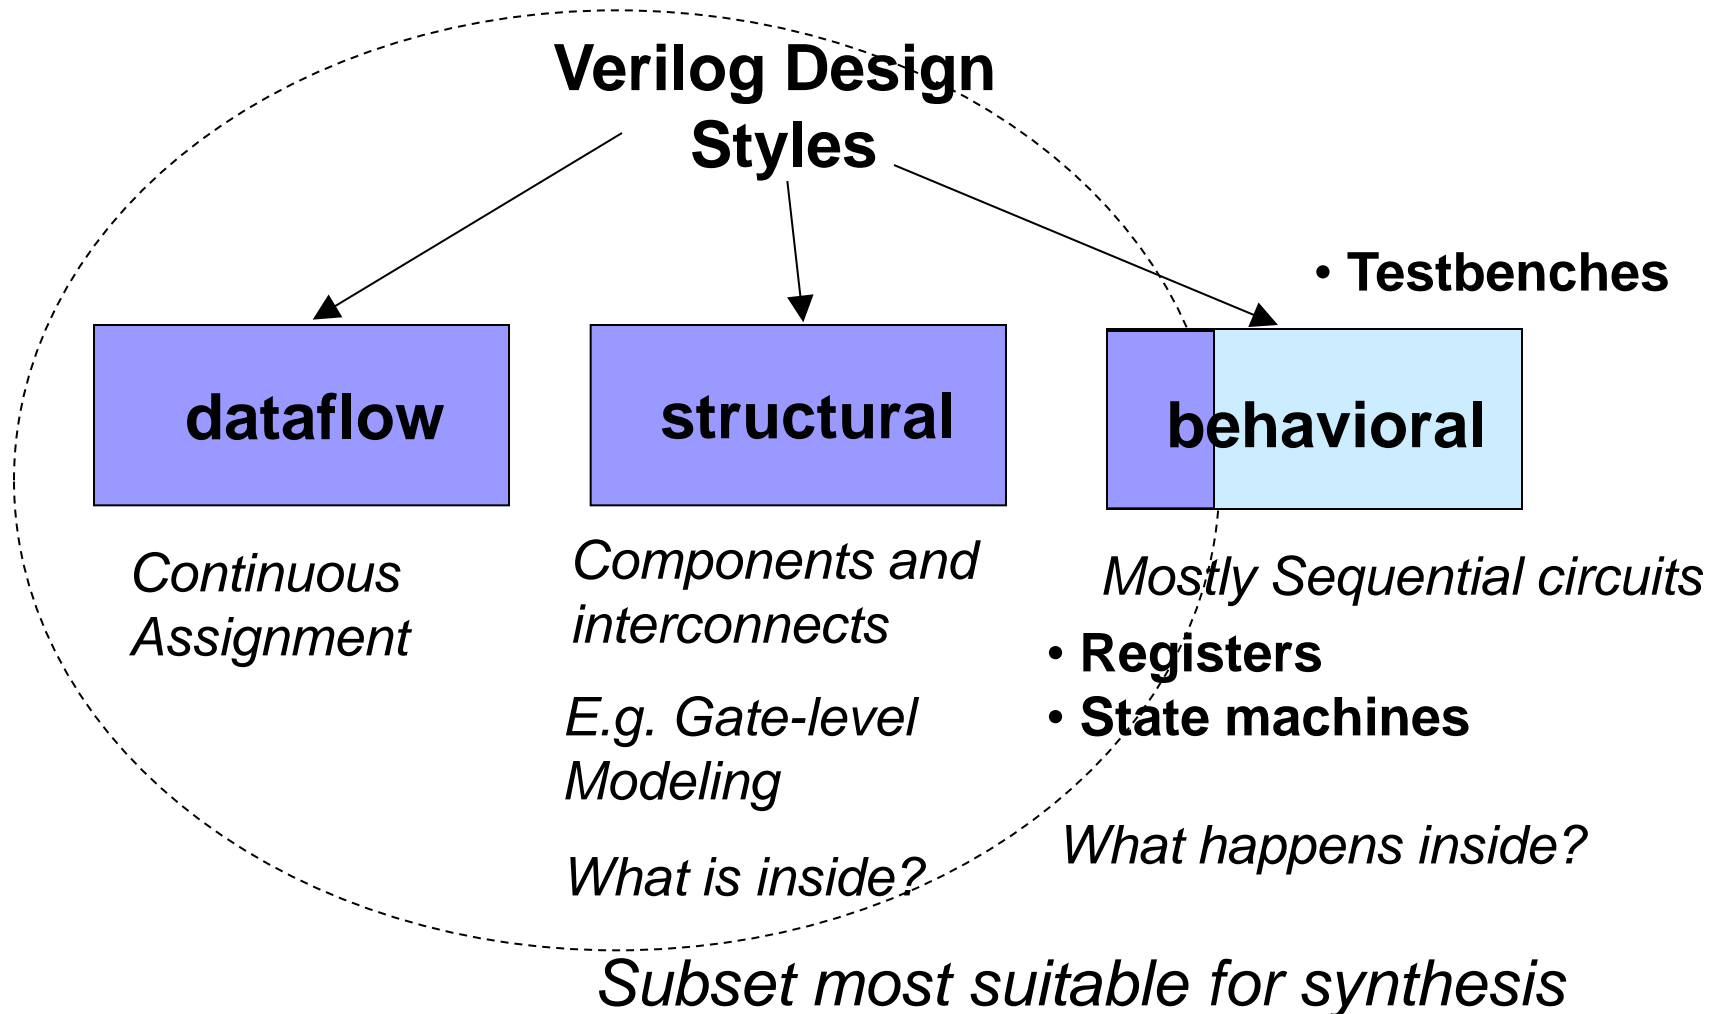 Verilog Design
Styles
• Testbenches
dataflow
structural
behavioral
Continuous
Assignment
Components and
interconnects
E.g. Gate-level
Modeling
What is inside?
Mostly Sequential circuits
• Registers
• State machines
What happens inside?
Subset most suitable for synthesis